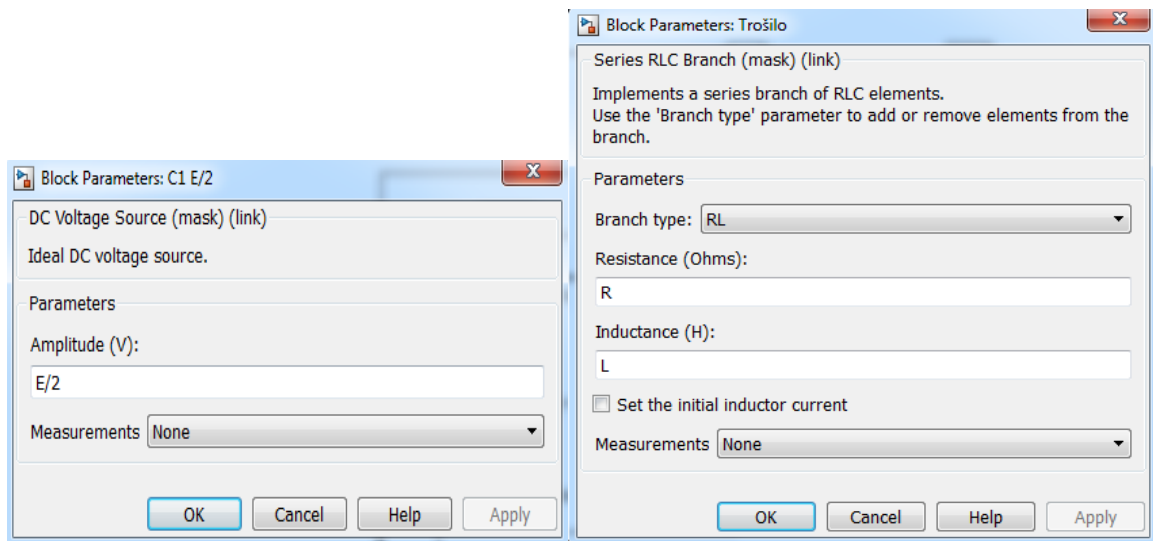 Block Parameters: C1 E/2
DC Voltage Source (mask) (link)
Ideal DC voltage source.
Parameters
Amplitude (V):
E/2
Measurements None
OK Cancel Help Apply
Block Parameters: Trošilo
Series RLC Branch (mask) (link)
Implements a series branch of RLC elements.
Use the 'Branch type' parameter to add or remove elements from the
branch.
Parameters
Branch type: RL
Resistance (Ohms):
R
Inductance (H):
L
Set the initial inductor current
Measurements None
OK Cancel Help Apply